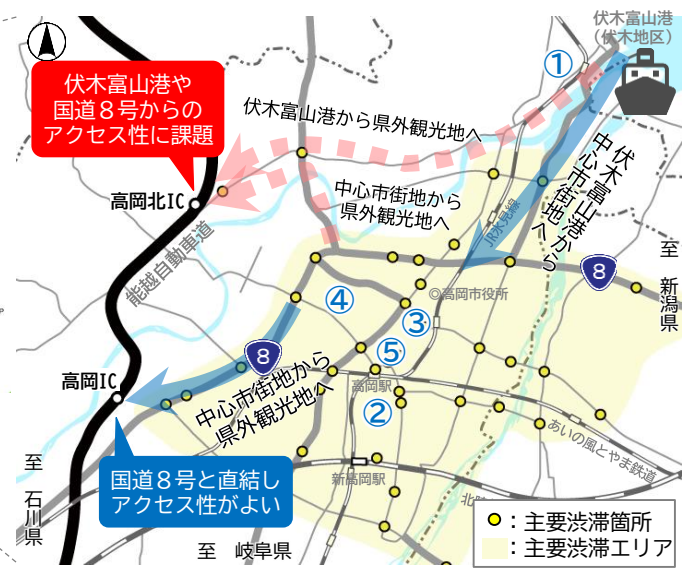 伏木富山港
（伏木地区）
①
伏木富山港や
国道８号からの
アクセス性に課題
伏木富山港から県外観光地へ
高岡北IC
中心市街地から
県外観光地へ
伏木富山港から
中心市街地へ
JR氷見線
能越自動車道
至 新潟県
8
◎高岡市役所
④
③
⑤
8
高岡IC
高岡駅
中心市街地から
県外観光地へ
②
あいの風とやま鉄道
国道８号と直結し
アクセス性がよい
新高岡駅
至 石川県
至 岐阜県
：主要渋滞箇所
：主要渋滞エリア